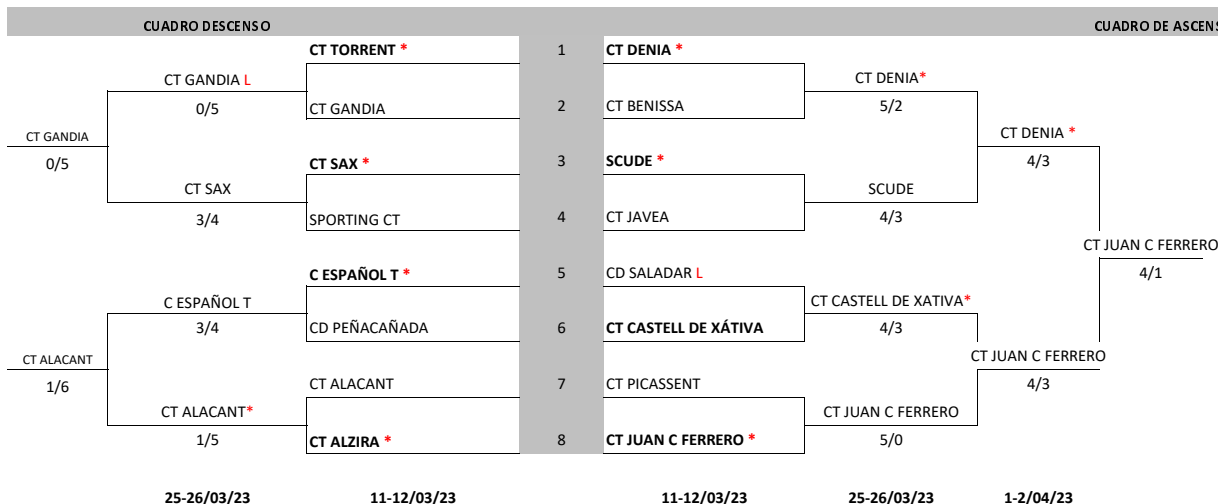 CUADRO DESCENSO CUADRO DE ASCENS
CT TORRENT * 1 CT DENIA *
CT GANDIA L CT DENIA*
0/5 CT GANDIA 2 CT BENISSA 5/2
CT GANDIA CT DENIA *
0/5 CT SAX * 3 SCUDE * 4/3
CT SAX SCUDE
3/4 SPORTING CT 4 CT JAVEA 4/3
CT JUAN C FERRERO
C ESPAÑOL T * 5 CD SALADAR L 4/1
C ESPAÑOL T CT CASTELL DE XATIVA*
3/4 CD PEÑACAÑADA 6 CT CASTELL DE XÁTIVA 4/3
CT ALACANT CT JUAN C FERRERO
1/6 CT ALACANT 7 CT PICASSENT 4/3
CT ALACANT* CT JUAN C FERRERO
1/5 CT ALZIRA * 8 CT JUAN C FERRERO * 5/0
25-26/03/23 11-12/03/23 11-12/03/23 25-26/03/23 1-2/04/23